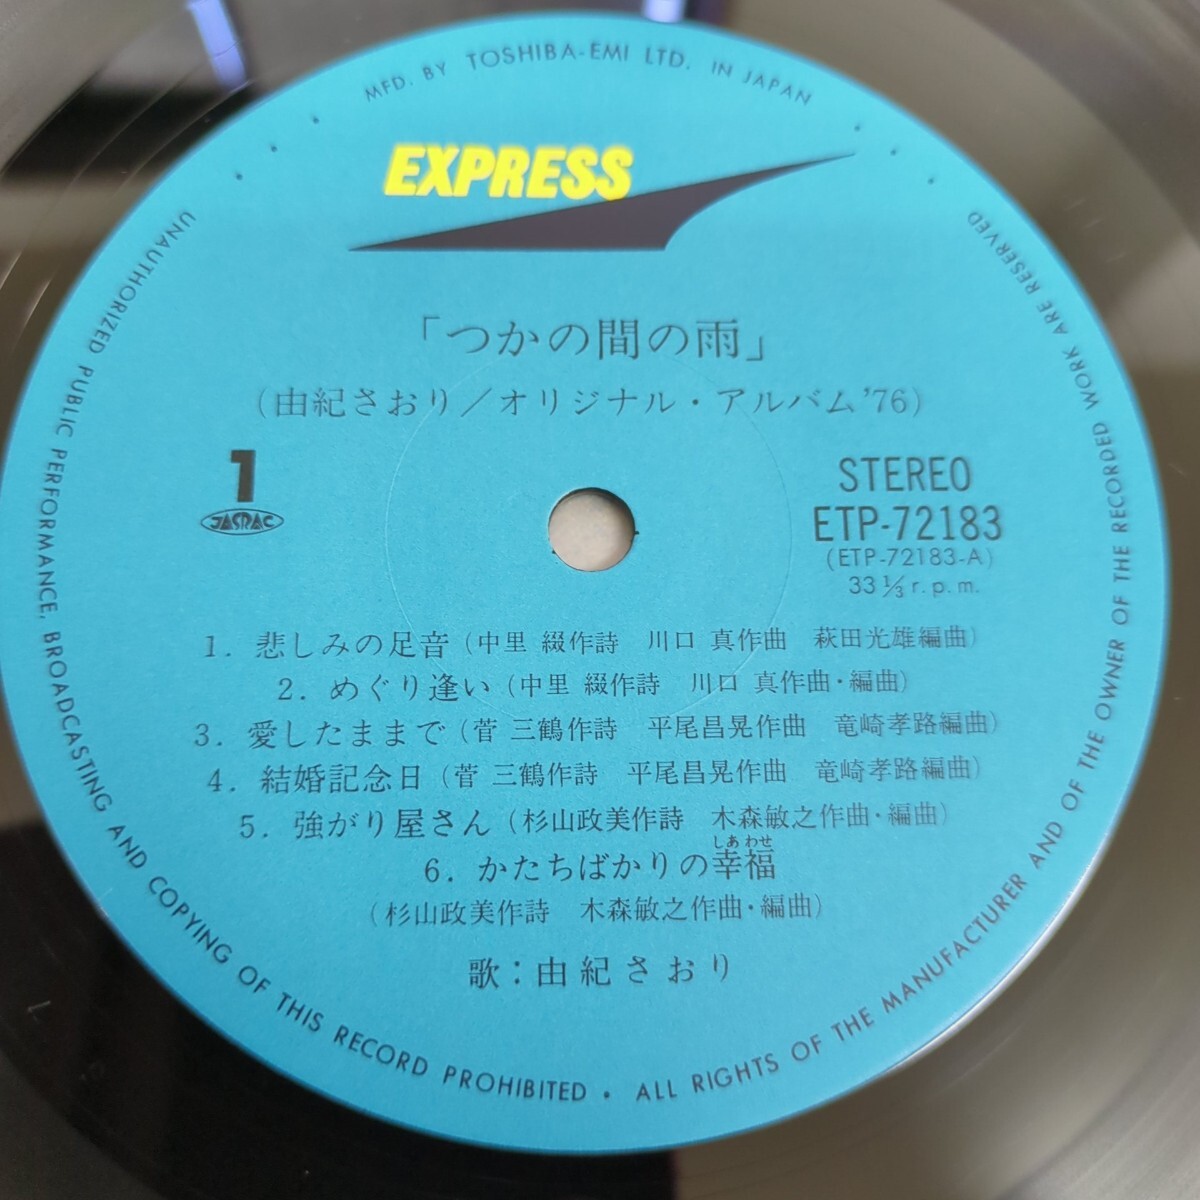 MFD. BY TOSHIBA-EMI LTD. IN JAPAN
EXPRESS
「つかの間の雨」
(由紀さおり/オリジナル・アルバム'76)
1
JASRAC
STEREO
ETP-72183
(ETP-72183-A)
33 1/3 r.p.m.
1. 悲しみの足音(中里 綴作詩 川口 真作曲 萩田光雄編曲)
2. めぐり逢い(中里 綴作詩 川口 真作曲・編曲)
3. 愛したままで(菅 三鶴作詩 平尾昌晃作曲 竜崎孝路編曲)
4. 結婚記念日(菅 三鶴作詩 平尾昌晃作曲 竜崎孝路編曲)
5. 強がり屋さん(杉山政美作詩 木森敏之作曲・編曲)
しあわせ
6. かたちばかりの幸福
(杉山政美作詩 木森敏之作曲・編曲)
歌:由紀さおり
UNAUTHORIZED PUBLIC PERFORMANCE, BROADCASTING AND COPYING OF THIS RECORD PROHIBITED • ALL RIGHTS OF THE MANUFACTURER AND OF THE OWNER OF THE RECORDED WORK ARE RESERVED